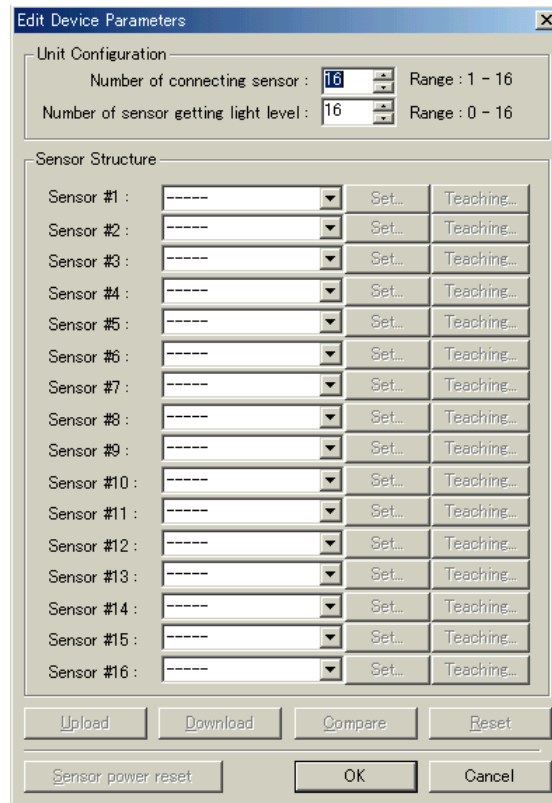 Edit Device Parameters
Unit Configuration
Number of connecting sensor : 16 Range : 1 - 16
Number of sensor getting light level : 16 Range : 0 - 16
Sensor Structure
Sensor #1 : ----- Set... Teaching...
Sensor #2 : ----- Set... Teaching...
Sensor #3 : ----- Set... Teaching...
Sensor #4 : ----- Set... Teaching...
Sensor #5 : ----- Set... Teaching...
Sensor #6 : ----- Set... Teaching...
Sensor #7 : ----- Set... Teaching...
Sensor #8 : ----- Set... Teaching...
Sensor #9 : ----- Set... Teaching...
Sensor #10 : ----- Set... Teaching...
Sensor #11 : ----- Set... Teaching...
Sensor #12 : ----- Set... Teaching...
Sensor #13 : ----- Set... Teaching...
Sensor #14 : ----- Set... Teaching...
Sensor #15 : ----- Set... Teaching...
Sensor #16 : ----- Set... Teaching...
Upload Download Compare Reset
Sensor power reset OK Cancel